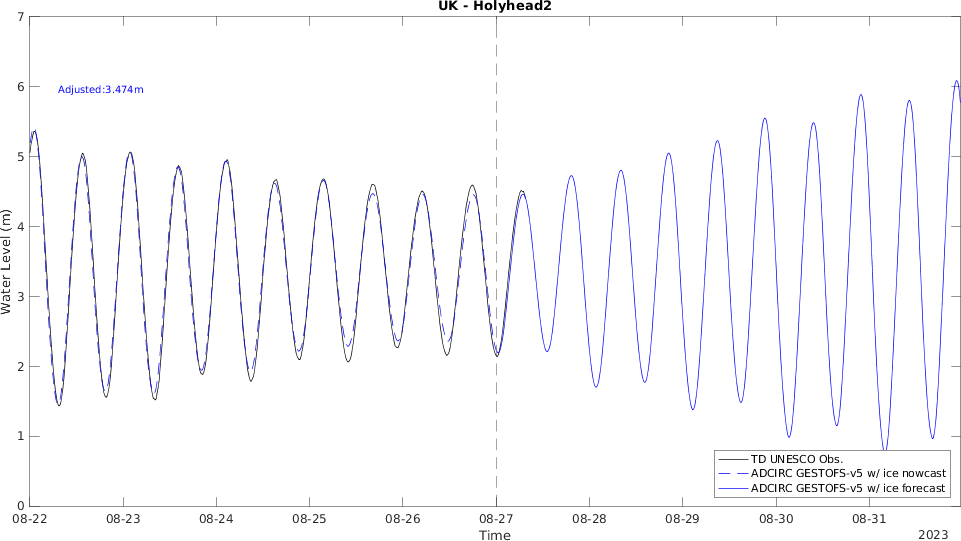 UK - Holyhead2
7
6
5
4
3
2
1
0
Adjusted:3.474m
Water Level (m)
TD UNESCO Obs.
ADCIRC GESTOFS-v5 w/ ice nowcast
ADCIRC GESTOFS-v5 w/ ice forecast
08-22 08-23 08-24 08-25 08-26 08-27 08-28 08-29 08-30 08-31
Time
2023